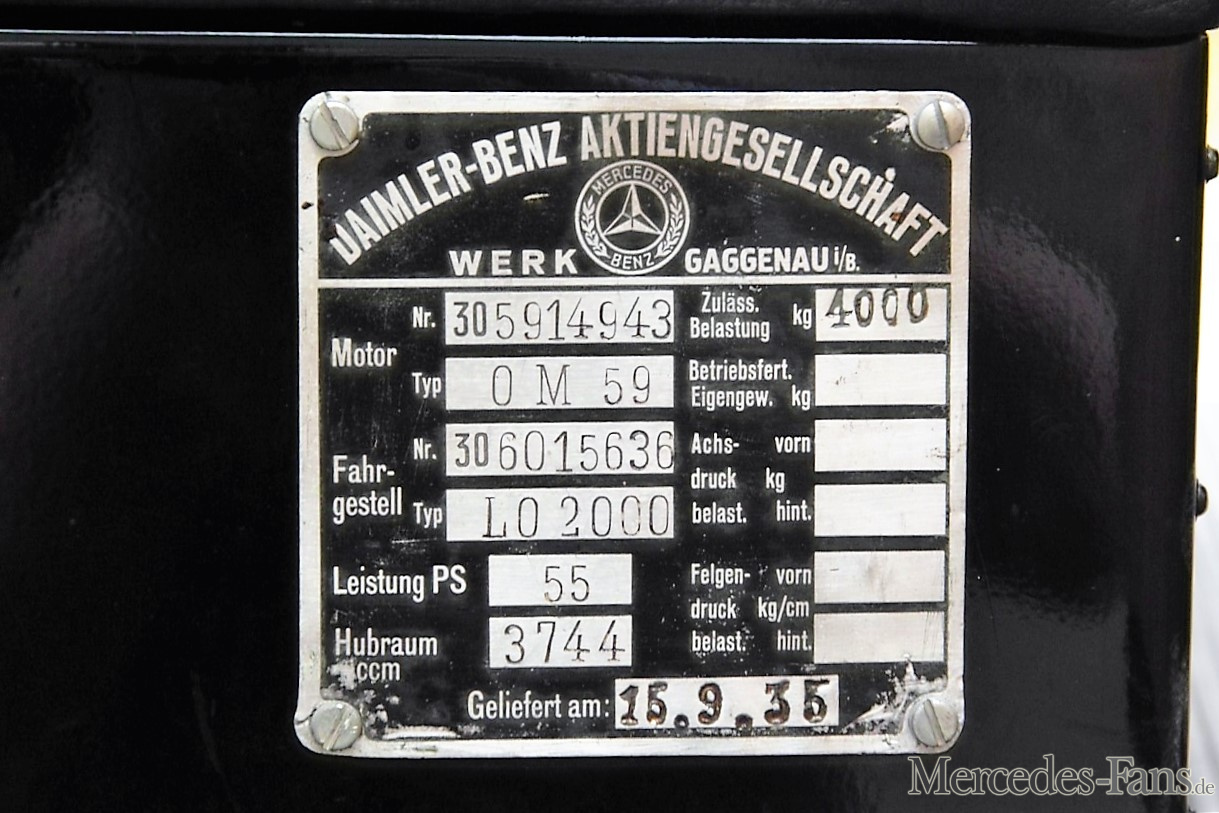 DAIMLER-BENZ AKTIENGESELLSCHAFT
MERCEDES
BENZ
WERK GAGGENAU i/B.
Motor
Nr. 305914943
Typ OM 59
Fahr-
gestell
Nr. 306015636
Typ LO 2000
Leistung PS 55
Hubraum
ccm
3744
Zuläss.
Belastung kg 4000
Betriebsfert.
Eigengew. kg
Achs- vorn
druck kg
belast. hint.
Felgen- vorn
druck kg/cm
belast. hint.
Geliefert am: 15.9.35
Mercedes-Fans.de